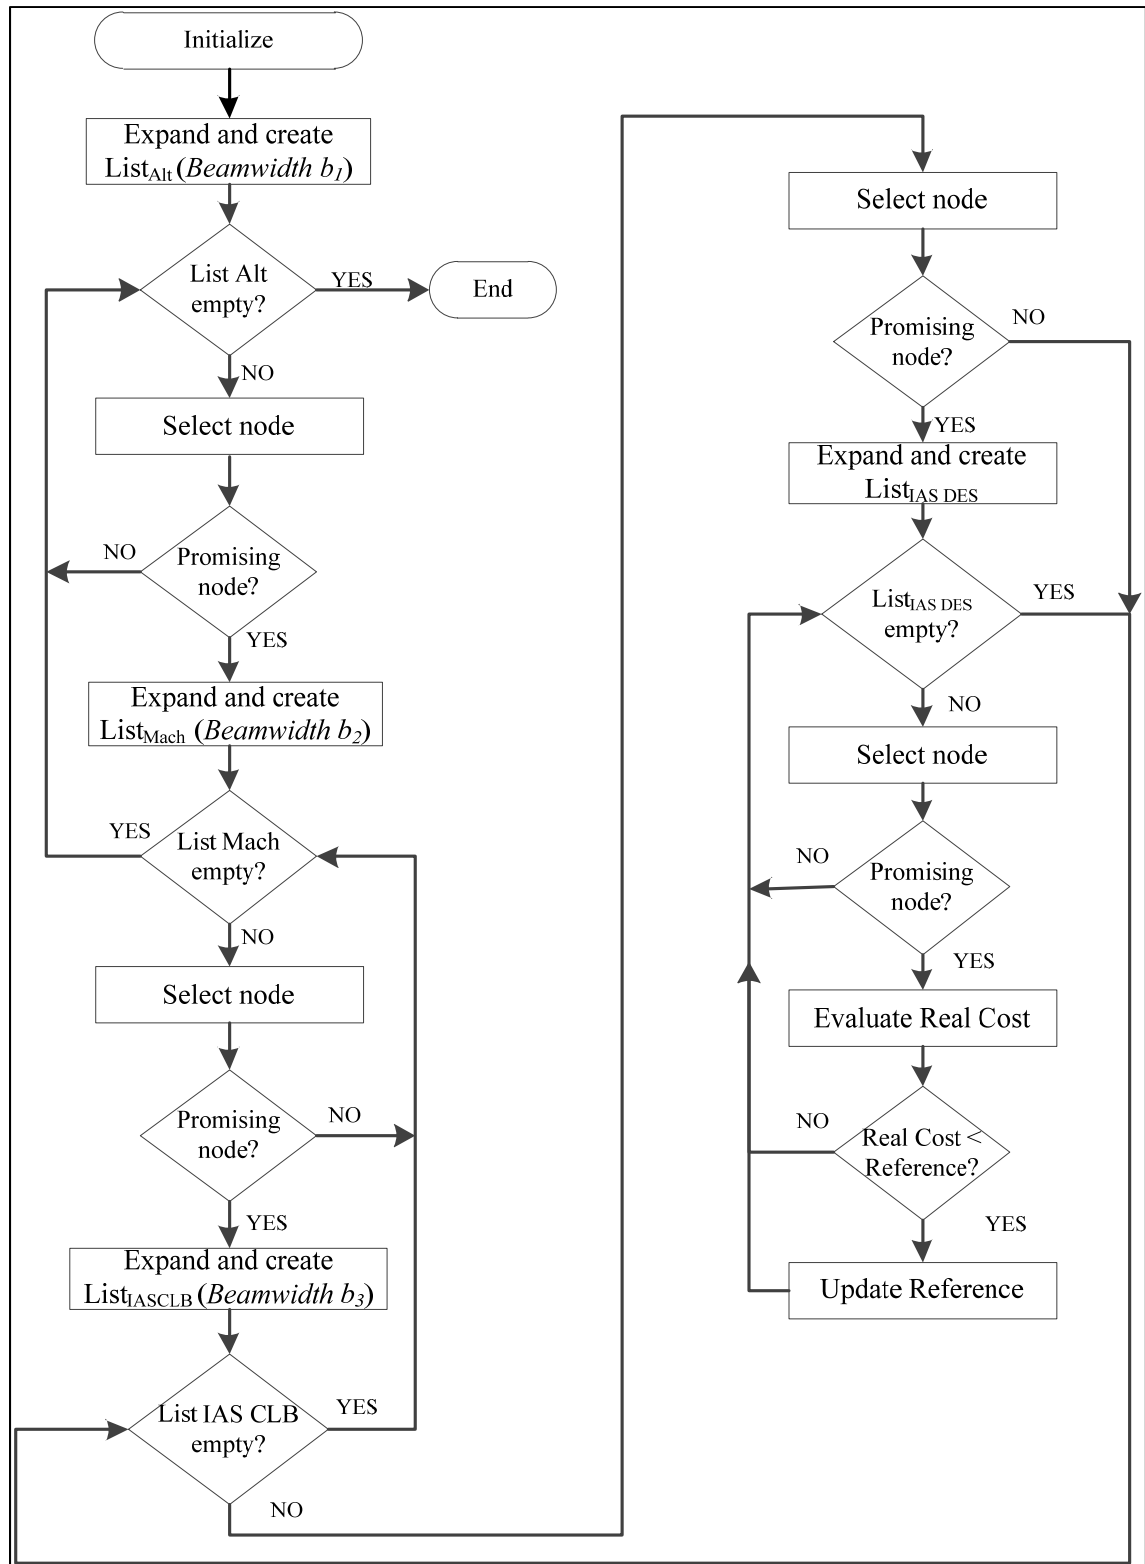 Initialize
Expand and create
ListAlt (Beamwidth b1)
List Alt
empty?
YES
End
NO
Select node
Promising
node?
NO
YES
Expand and create
ListMach (Beamwidth b2)
List Mach
empty?
YES
NO
Select node
Promising
node?
NO
YES
Expand and create
ListIASCLB (Beamwidth b3)
List IAS CLB
empty?
YES
NO
Select node
Promising
node?
NO
YES
Expand and create
ListIAS DES
ListIAS DES
empty?
YES
NO
Select node
Promising
node?
NO
YES
Evaluate Real Cost
Real Cost <
Reference?
NO
YES
Update Reference